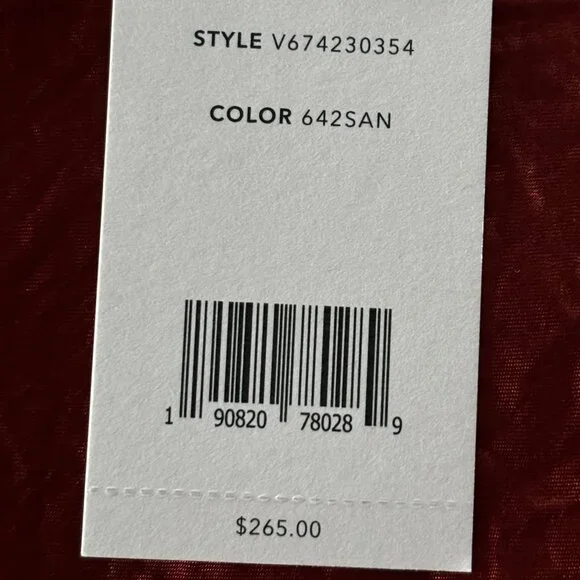 STYLE V674230354
COLOR 642SAN
1 90820 78028 9
$265.00